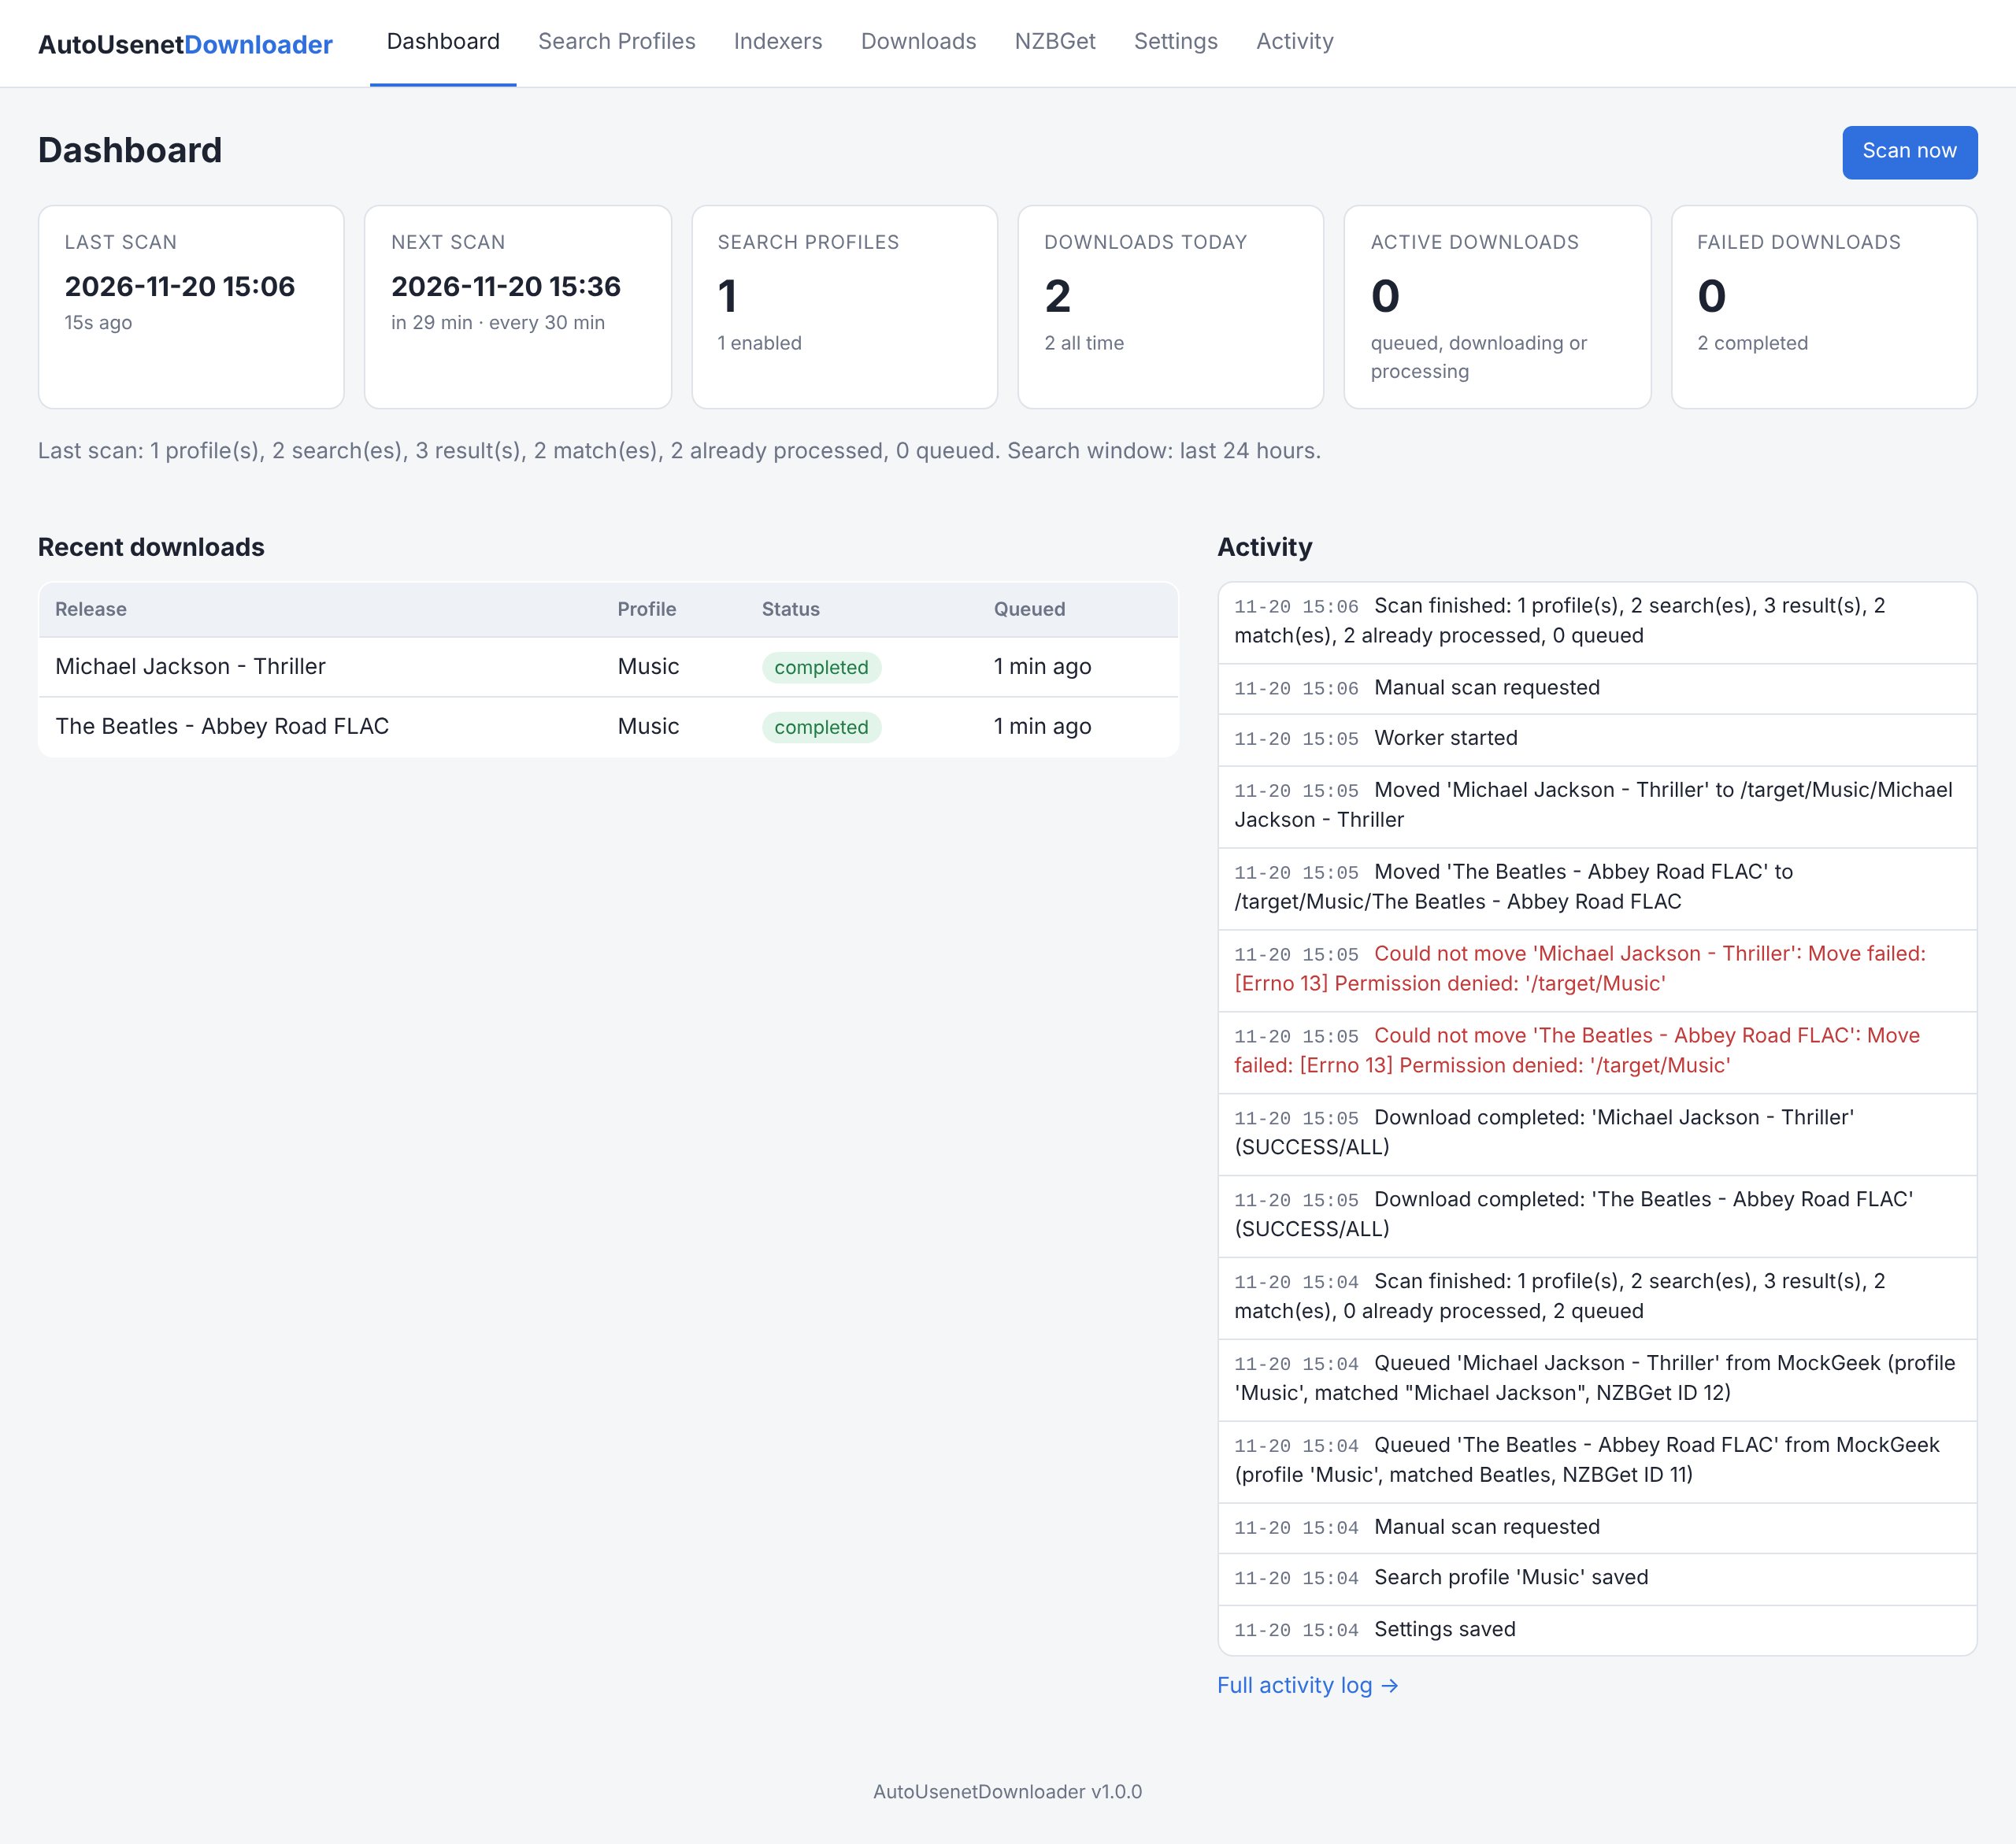 AutoUsenetDownloader
Dashboard
Search Profiles
Indexers
Downloads
NZBGet
Settings
Activity
Dashboard
Scan now
LAST SCAN
2026-11-20 15:06
15s ago
NEXT SCAN
2026-11-20 15:36
in 29 min · every 30 min
SEARCH PROFILES
1
1 enabled
DOWNLOADS TODAY
2
2 all time
ACTIVE DOWNLOADS
0
queued, downloading or
processing
FAILED DOWNLOADS
0
2 completed
Last scan: 1 profile(s), 2 search(es), 3 result(s), 2 match(es), 2 already processed, 0 queued. Search window: last 24 hours.
Recent downloads
Release Profile Status Queued
Michael Jackson - Thriller Music completed 1 min ago
The Beatles - Abbey Road FLAC Music completed 1 min ago
Activity
11-20 15:06 Scan finished: 1 profile(s), 2 search(es), 3 result(s), 2
match(es), 2 already processed, 0 queued
11-20 15:06 Manual scan requested
11-20 15:05 Worker started
11-20 15:05 Moved 'Michael Jackson - Thriller' to /target/Music/Michael
Jackson - Thriller
11-20 15:05 Moved 'The Beatles - Abbey Road FLAC' to
/target/Music/The Beatles - Abbey Road FLAC
11-20 15:05 Could not move 'Michael Jackson - Thriller': Move failed:
[Errno 13] Permission denied: '/target/Music'
11-20 15:05 Could not move 'The Beatles - Abbey Road FLAC': Move
failed: [Errno 13] Permission denied: '/target/Music'
11-20 15:05 Download completed: 'Michael Jackson - Thriller'
(SUCCESS/ALL)
11-20 15:05 Download completed: 'The Beatles - Abbey Road FLAC'
(SUCCESS/ALL)
11-20 15:04 Scan finished: 1 profile(s), 2 search(es), 3 result(s), 2
match(es), 0 already processed, 2 queued
11-20 15:04 Queued 'Michael Jackson - Thriller' from MockGeek (profile
'Music', matched "Michael Jackson", NZBGet ID 12)
11-20 15:04 Queued 'The Beatles - Abbey Road FLAC' from MockGeek
(profile 'Music', matched Beatles, NZBGet ID 11)
11-20 15:04 Manual scan requested
11-20 15:04 Search profile 'Music' saved
11-20 15:04 Settings saved
Full activity log →
AutoUsenetDownloader v1.0.0